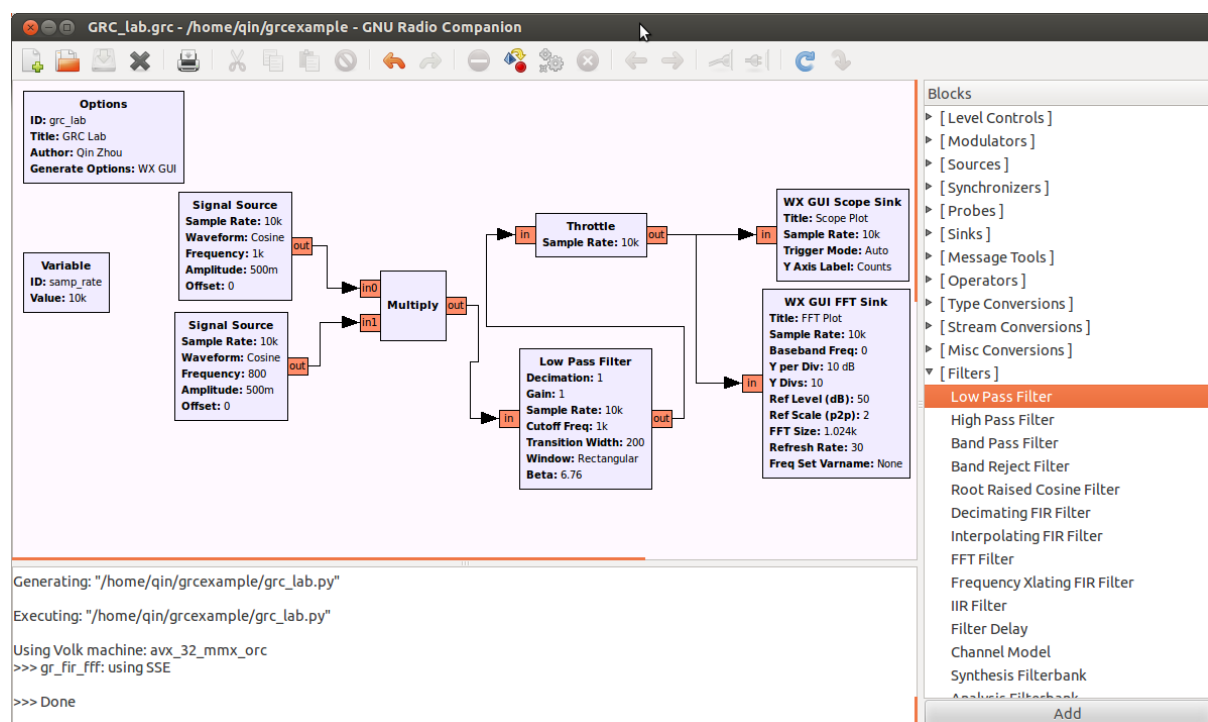 GRC_lab.grc - /home/qin/grcexample - GNU Radio Companion
Options
ID: grc_lab
Title: GRC Lab
Author: Qin Zhou
Generate Options: WX GUI
Variable
ID: samp_rate
Value: 10k
Signal Source
Sample Rate: 10k
Waveform: Cosine
Frequency: 1k
Amplitude: 500m
Offset: 0
out
Signal Source
Sample Rate: 10k
Waveform: Cosine
Frequency: 800
Amplitude: 500m
Offset: 0
out
in0
in1
Multiply
out
in
Throttle
Sample Rate: 10k
out
in
Low Pass Filter
Decimation: 1
Gain: 1
Sample Rate: 10k
Cutoff Freq: 1k
Transition Width: 200
Window: Rectangular
Beta: 6.76
out
in
WX GUI Scope Sink
Title: Scope Plot
Sample Rate: 10k
Trigger Mode: Auto
Y Axis Label: Counts
in
WX GUI FFT Sink
Title: FFT Plot
Sample Rate: 10k
Baseband Freq: 0
Y per Div: 10 dB
Y Divs: 10
Ref Level (dB): 50
Ref Scale (p2p): 2
FFT Size: 1.024k
Refresh Rate: 30
Freq Set Varname: None
Blocks
[ Level Controls ]
[ Modulators ]
[ Sources ]
[ Synchronizers ]
[ Probes ]
[ Sinks ]
[ Message Tools ]
[ Operators ]
[ Type Conversions ]
[ Stream Conversions ]
[ Misc Conversions ]
[ Filters ]
Low Pass Filter
High Pass Filter
Band Pass Filter
Band Reject Filter
Root Raised Cosine Filter
Decimating FIR Filter
Interpolating FIR Filter
FFT Filter
Frequency Xlating FIR Filter
IIR Filter
Filter Delay
Channel Model
Synthesis Filterbank
Analysis Filterbank
Add
Generating: "/home/qin/grcexample/grc_lab.py"
Executing: "/home/qin/grcexample/grc_lab.py"
Using Volk machine: avx_32_mmx_orc
>>> gr_fir_fff: using SSE
>>> Done